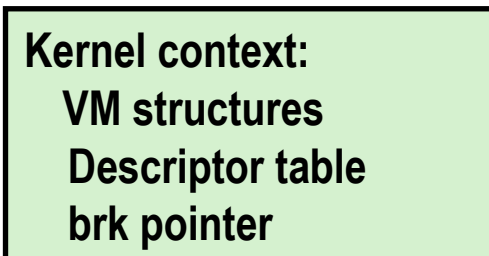 Kernel context:
VM structures
Descriptor table
brk pointer